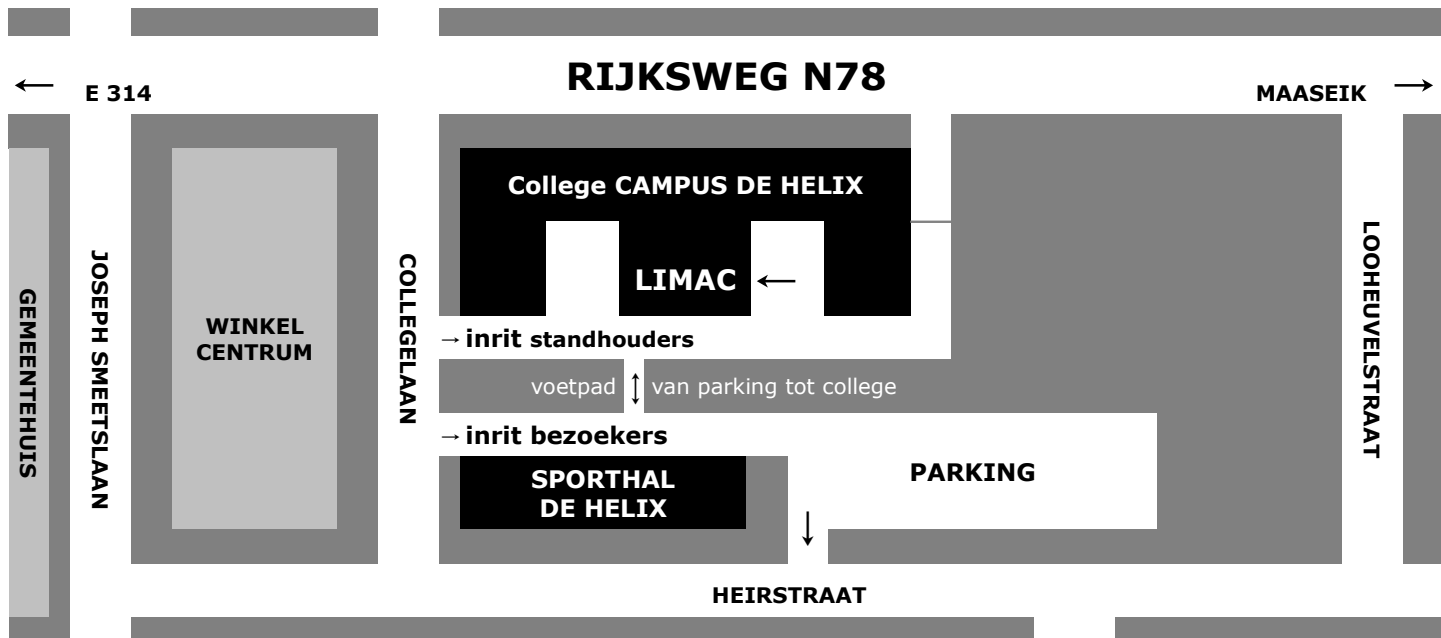 RIJKSWEG N78
← E 314
MAASEIK →
College CAMPUS DE HELIX
LIMAC ←
GEMEENTEHUIS
JOSEPH SMEETSLAAN
WINKEL
CENTRUM
COLLEGELAAN
→ inrit standhouders
voetpad ↕ van parking tot college
→ inrit bezoekers
SPORTHAL
DE HELIX
PARKING
↓
LOOHEUVELSTRAAT
HEIRSTRAAT